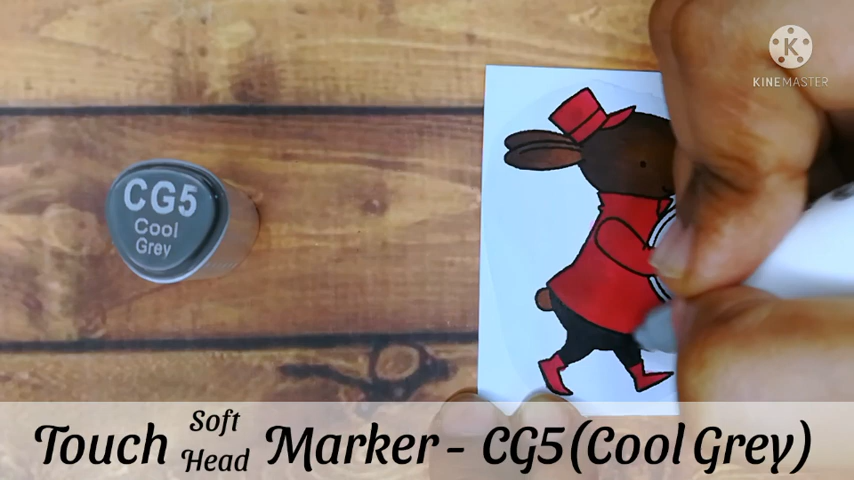 KINEMASTER
CG5
Cool
Grey
Touch Soft Head Marker - CG5 (Cool Grey)